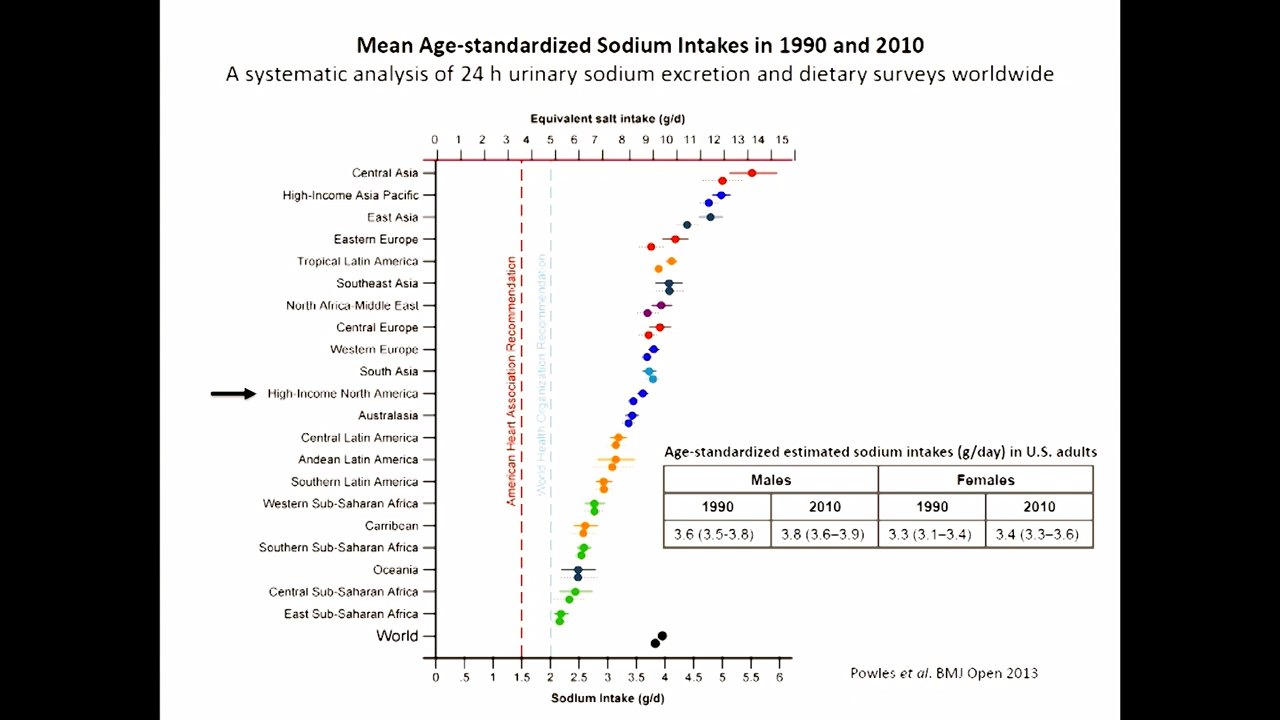 Mean Age-standardized Sodium Intakes in 1990 and 2010
A systematic analysis of 24 h urinary sodium excretion and dietary surveys worldwide
Equivalent salt intake (g/d)
0 1 2 3 4 5 6 7 8 9 10 11 12 13 14 15
Central Asia
High-Income Asia Pacific
East Asia
Eastern Europe
Tropical Latin America
Southeast Asia
North Africa-Middle East
Central Europe
Western Europe
South Asia
High-Income North America
Australasia
Central Latin America
Andean Latin America
Southern Latin America
Western Sub-Saharan Africa
Carribean
Southern Sub-Saharan Africa
Oceania
Central Sub-Saharan Africa
East Sub-Saharan Africa
World
American Heart Association Recommendation
World Health Organization Recommendation
Age-standardized estimated sodium intakes (g/day) in U.S. adults
Males Females
1990 2010 1990 2010
3.6 (3.5-3.8) 3.8 (3.6–3.9) 3.3 (3.1–3.4) 3.4 (3.3–3.6)
0 .5 1 1.5 2 2.5 3 3.5 4 4.5 5 5.5 6
Sodium Intake (g/d)
Powles et al. BMJ Open 2013